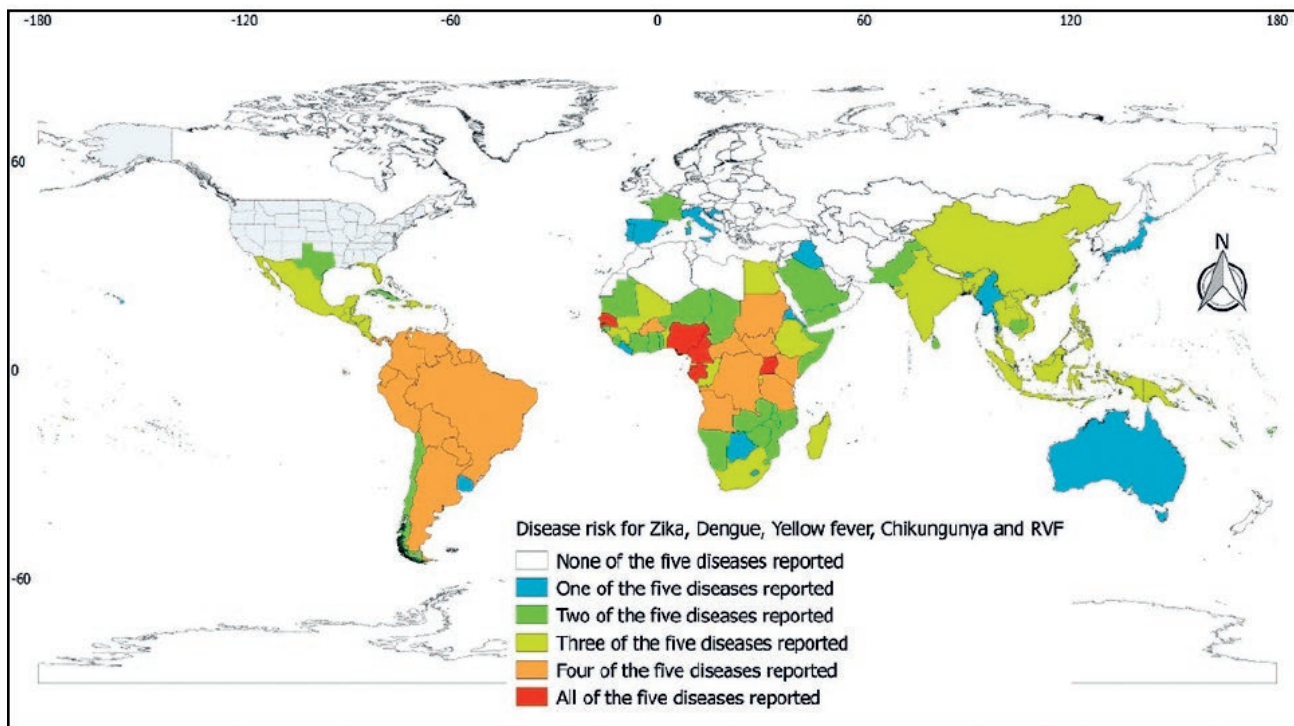 -180 -120 -60 0 60 120 180
60
N
0
-60
Disease risk for Zika, Dengue, Yellow fever, Chikungunya and RVF
None of the five diseases reported
One of the five diseases reported
Two of the five diseases reported
Three of the five diseases reported
Four of the five diseases reported
All of the five diseases reported